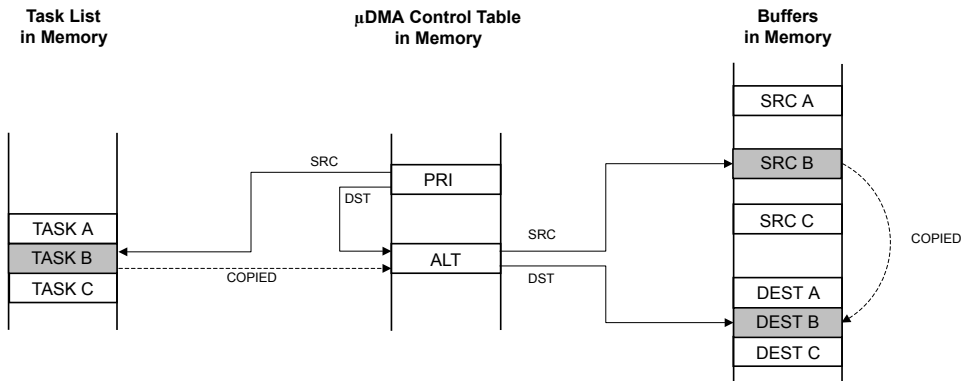 Task List
in Memory
µDMA Control Table
in Memory
Buffers
in Memory
SRC A
SRC
PRI
SRC B
DST
TASK A
SRC C
SRC
COPIED
TASK B
ALT
COPIED
DST
TASK C
DEST A
DEST B
DEST C